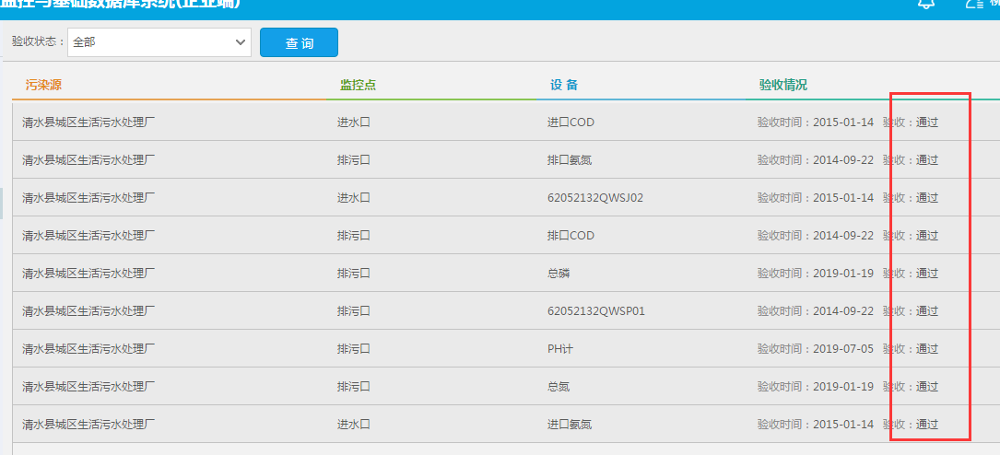 监控与基础数据库系统(企业端)
验收状态： 全部 查 询
污染源 监控点 设 备 验收情况
清水县城区生活污水处理厂 进水口 进口COD 验收时间：2015-01-14 验收：通过
清水县城区生活污水处理厂 排污口 排口氨氮 验收时间：2014-09-22 验收：通过
清水县城区生活污水处理厂 进水口 62052132QWSJ02 验收时间：2015-01-14 验收：通过
清水县城区生活污水处理厂 排污口 排口COD 验收时间：2014-09-22 验收：通过
清水县城区生活污水处理厂 排污口 总磷 验收时间：2019-01-19 验收：通过
清水县城区生活污水处理厂 排污口 62052132QWSP01 验收时间：2014-09-22 验收：通过
清水县城区生活污水处理厂 排污口 PH计 验收时间：2019-07-05 验收：通过
清水县城区生活污水处理厂 排污口 总氮 验收时间：2019-01-19 验收：通过
清水县城区生活污水处理厂 进水口 进口氨氮 验收时间：2015-01-14 验收：通过